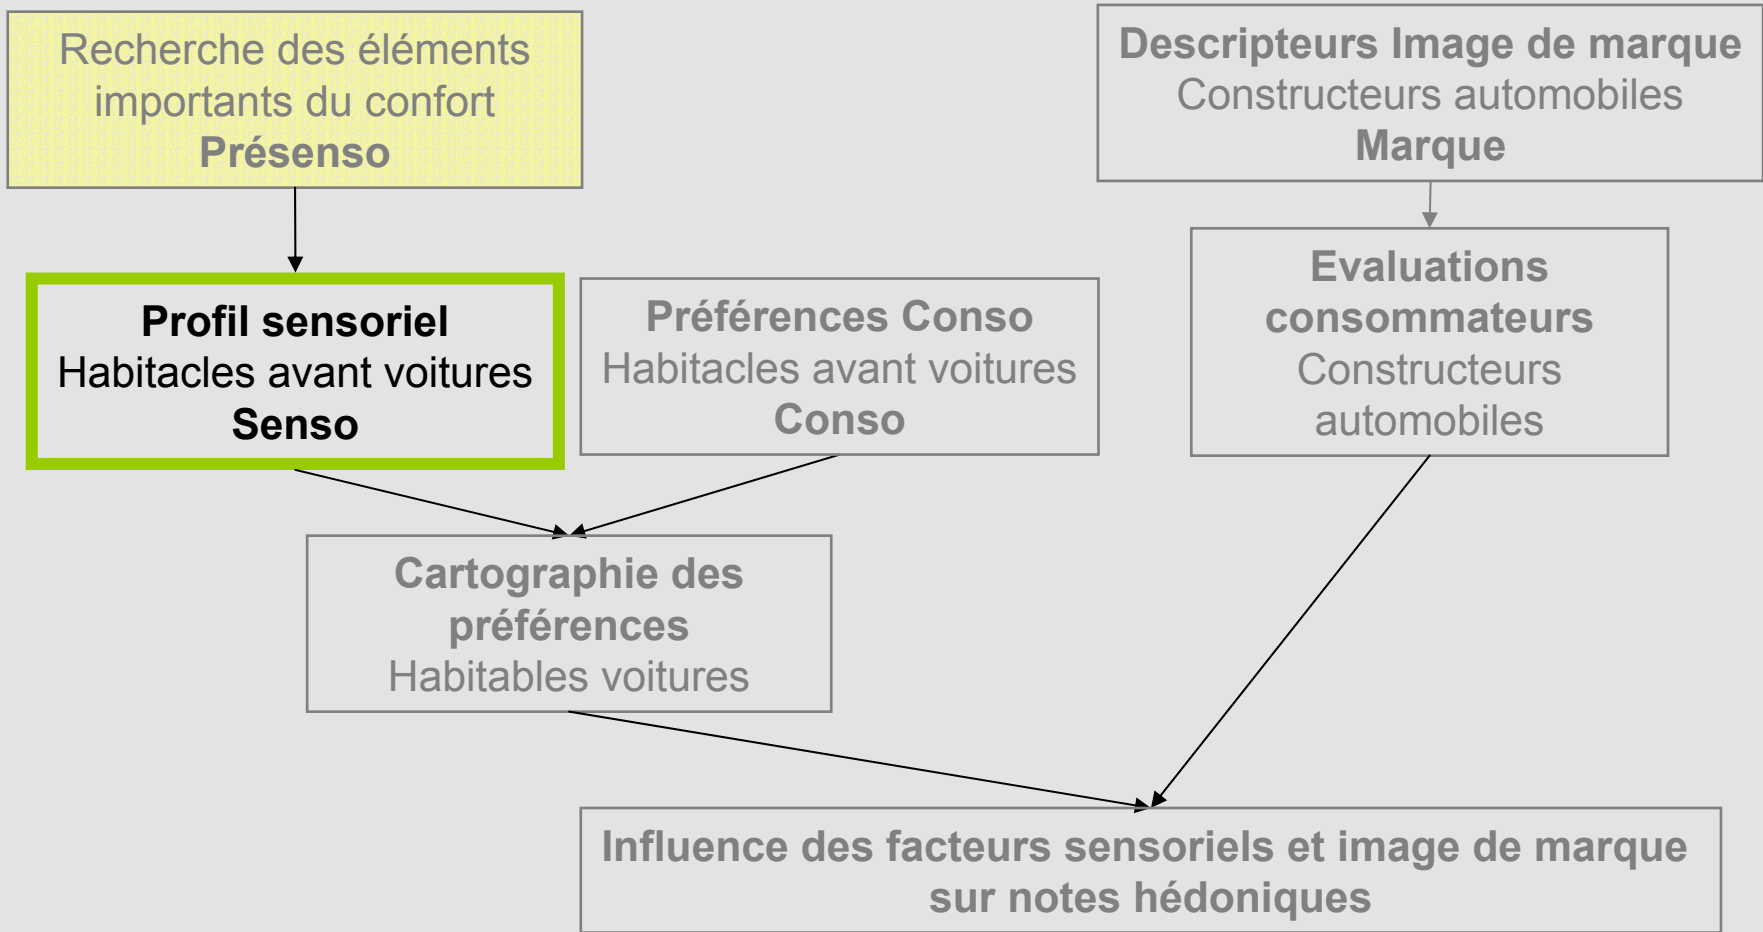 Recherche des éléments
importants du confort
Présenso
Descripteurs Image de marque
Constructeurs automobiles
Marque
Profil sensoriel
Habitacles avant voitures
Senso
Préférences Conso
Habitacles avant voitures
Conso
Evaluations
consommateurs
Constructeurs
automobiles
Cartographie des
préférences
Habitables voitures
Influence des facteurs sensoriels et image de marque
sur notes hédoniques